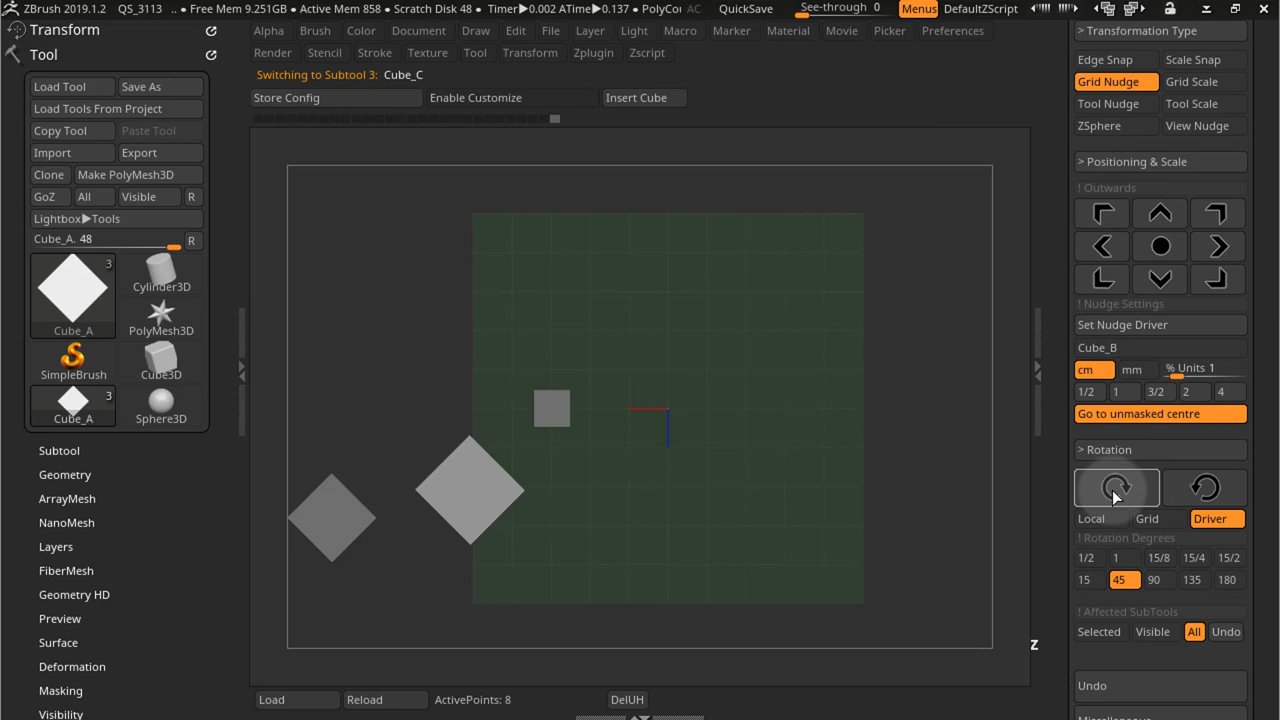 ZBrush 2019.1.2 QS_3113 .. • Free Mem 9.251GB • Active Mem 858 • Scratch Disk 48 • Timer▶0.002 ATime▶0.137 • PolyCo AC QuickSave See-through 0 Menus DefaultZScript
Transform
Tool
Load Tool Save As
Load Tools From Project
Copy Tool Paste Tool
Import Export
Clone Make PolyMesh3D
GoZ All Visible R
Lightbox▶Tools
Cube_A. 48 R
3
Cube_A
Cylinder3D
PolyMesh3D
SimpleBrush
Cube3D
3
Cube_A
Sphere3D
Subtool
Geometry
ArrayMesh
NanoMesh
Layers
FiberMesh
Geometry HD
Preview
Surface
Deformation
Masking
Visibility
Alpha Brush Color Document Draw Edit File Layer Light Macro Marker Material Movie Picker Preferences
Render Stencil Stroke Texture Tool Transform Zplugin Zscript
Switching to Subtool 3: Cube_C
Store Config Enable Customize Insert Cube
z
Load Reload ActivePoints: 8 DelUH
> Transformation Type
Edge Snap Scale Snap
Grid Nudge Grid Scale
Tool Nudge Tool Scale
ZSphere View Nudge
> Positioning & Scale
! Outwards
! Nudge Settings
Set Nudge Driver
Cube_B
cm mm % Units 1
1/2 1 3/2 2 4
Go to unmasked centre
> Rotation
Local Grid Driver
! Rotation Degrees
1/2 1 15/8 15/4 15/2
15 45 90 135 180
! Affected SubTools
Selected Visible All Undo
Undo